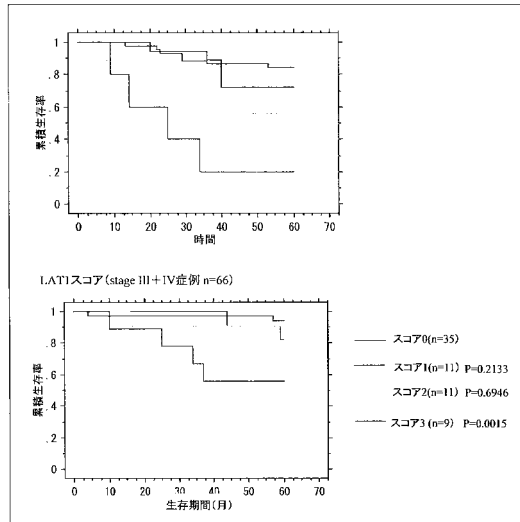 1
.8
.6
.4
.2
0
累積生存率
0 10 20 30 40 50 60 70
時間
LAT1スコア(stage III+IV症例 n=66)
1
.8
.6
.4
.2
0
累積生存率
0 10 20 30 40 50 60 70
生存期間(月)
スコア0(n=35)
スコア1(n=11) P=0.2133
スコア2(n=11) P=0.6946
スコア3 (n=9) P=0.0015